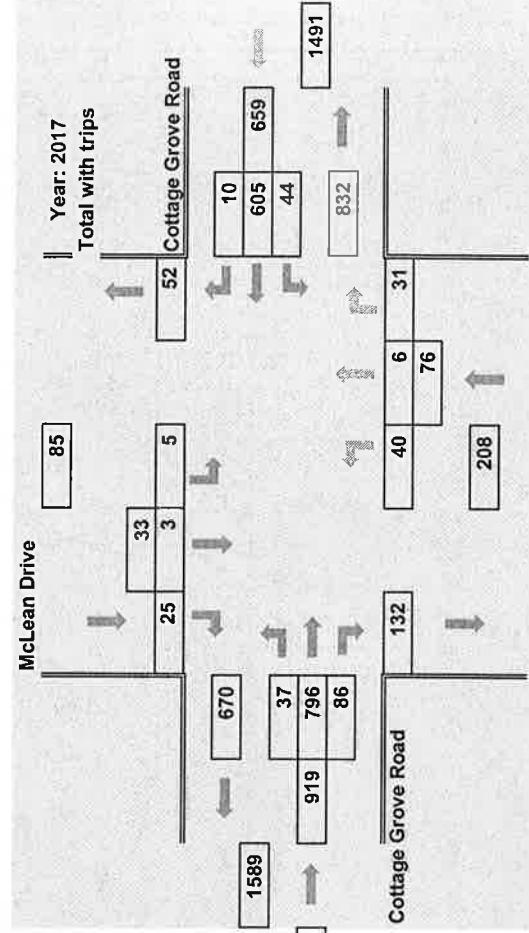 Year: 2017
Total with trips
McLean Drive
85
33
25 3 5
52
Cottage Grove Road
670
10
605 659
44
1491
1589
37
919 796
86
832
132
40 6 31
76
208
Cottage Grove Road